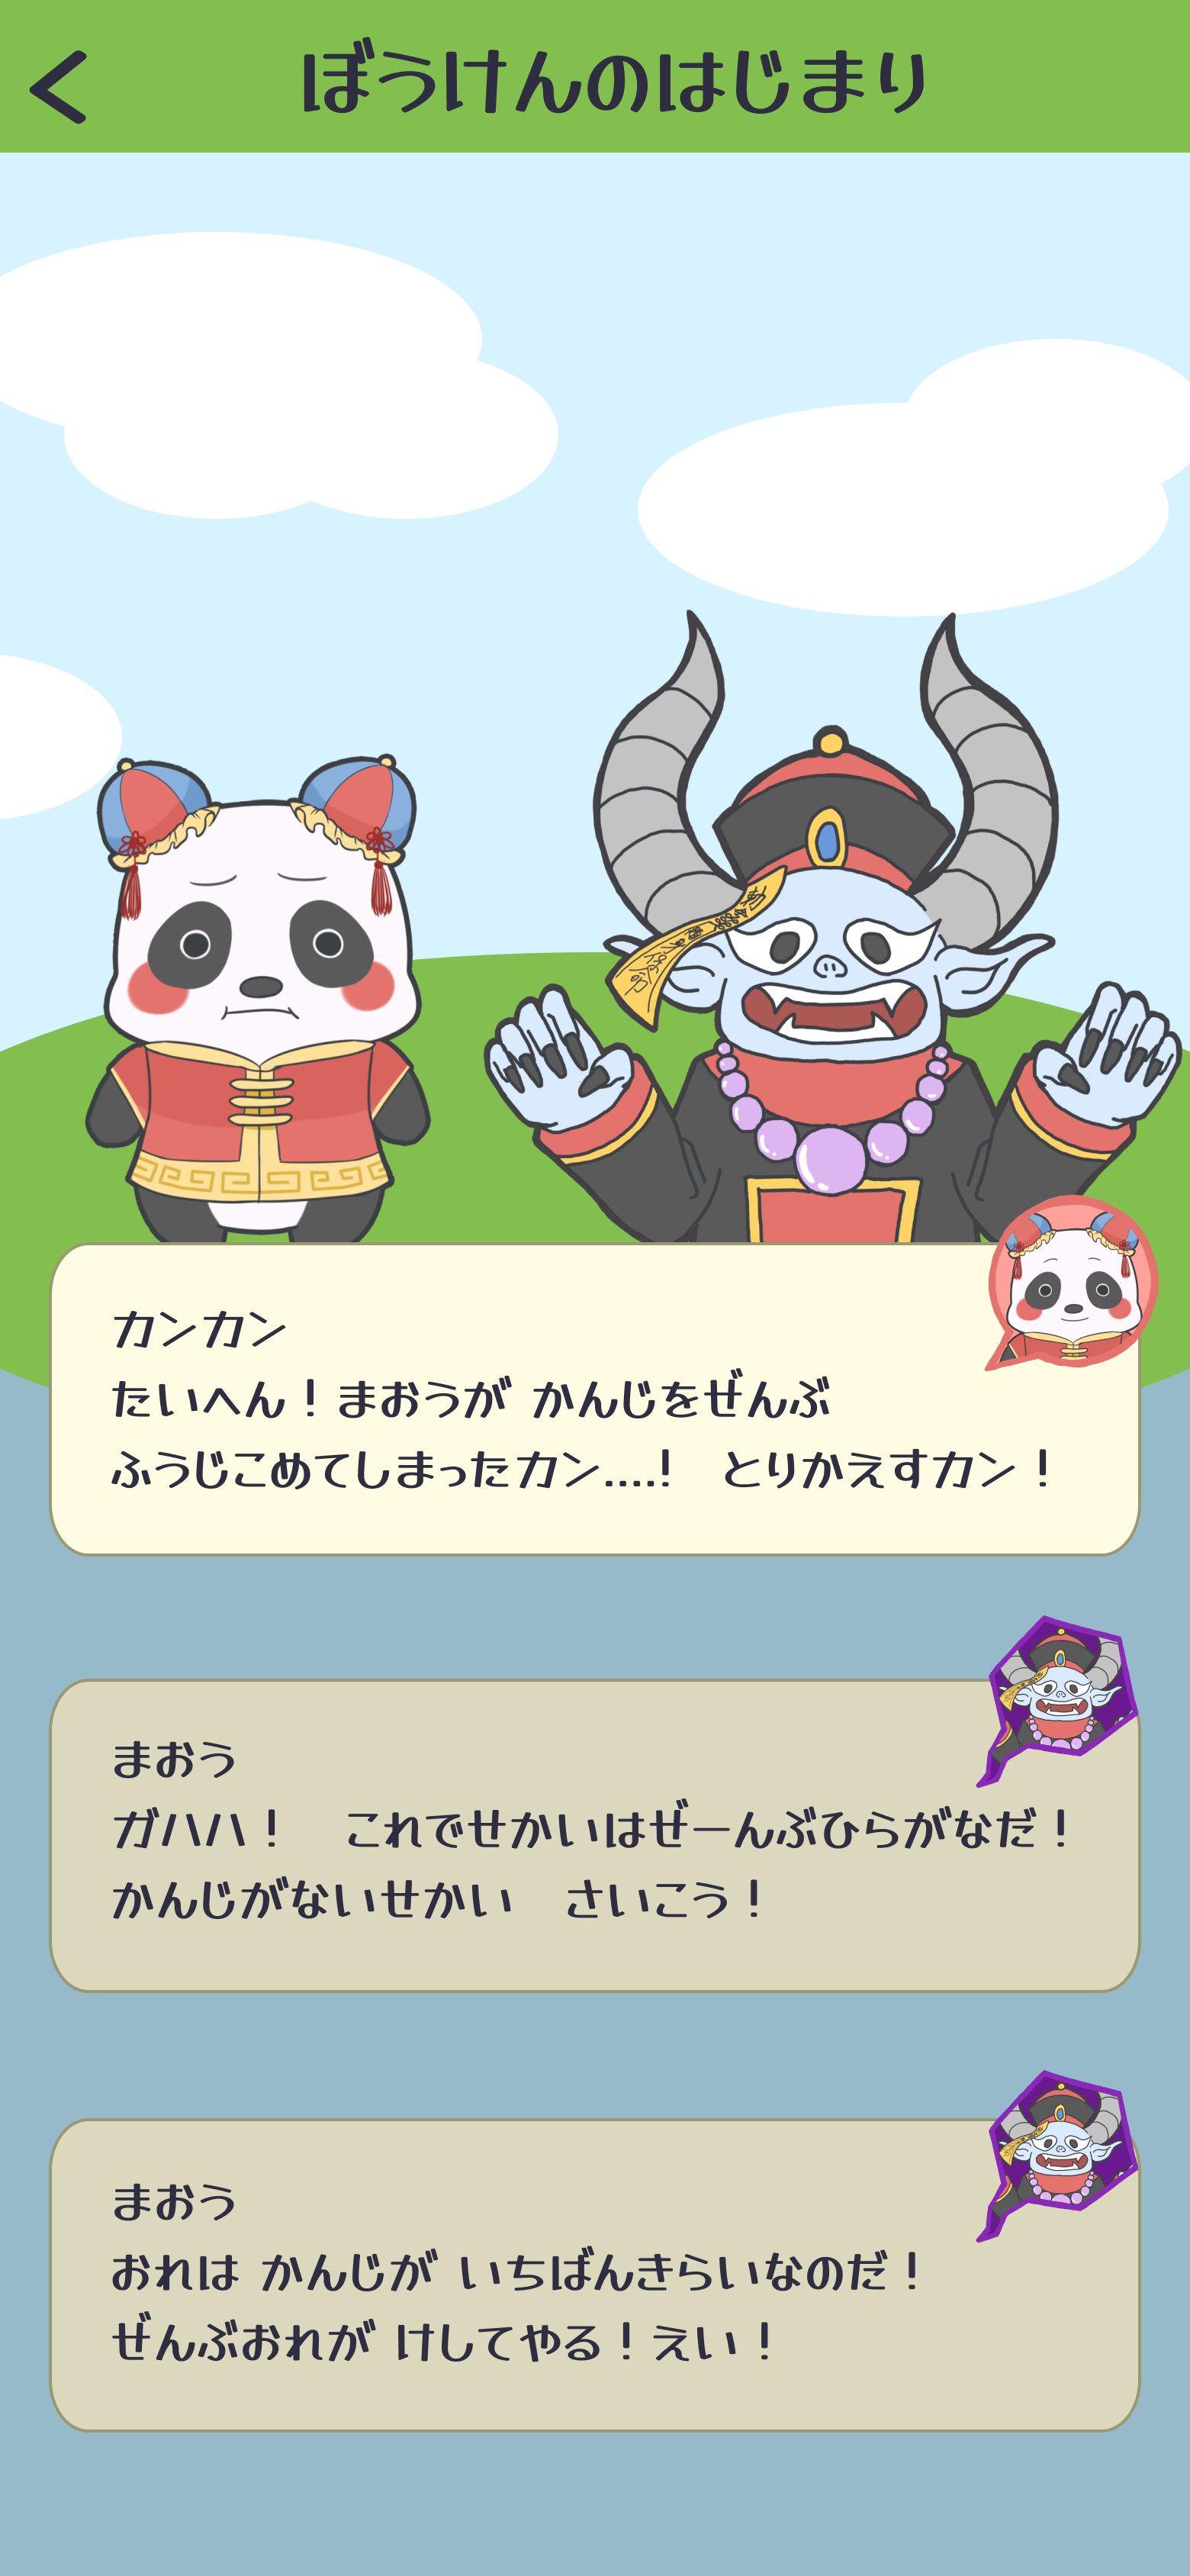 ぼうけんのはじまり
カンカン
たいへん！まおうが かんじをぜんぶ
ふうじこめてしまったカン....!　とりかえすカン！
まおう
ガハハ！　これでせかいはぜーんぶひらがなだ！
かんじがないせかい　さいこう！
まおう
おれは かんじが いちばんきらいなのだ！
ぜんぶおれが けしてやる！えい！